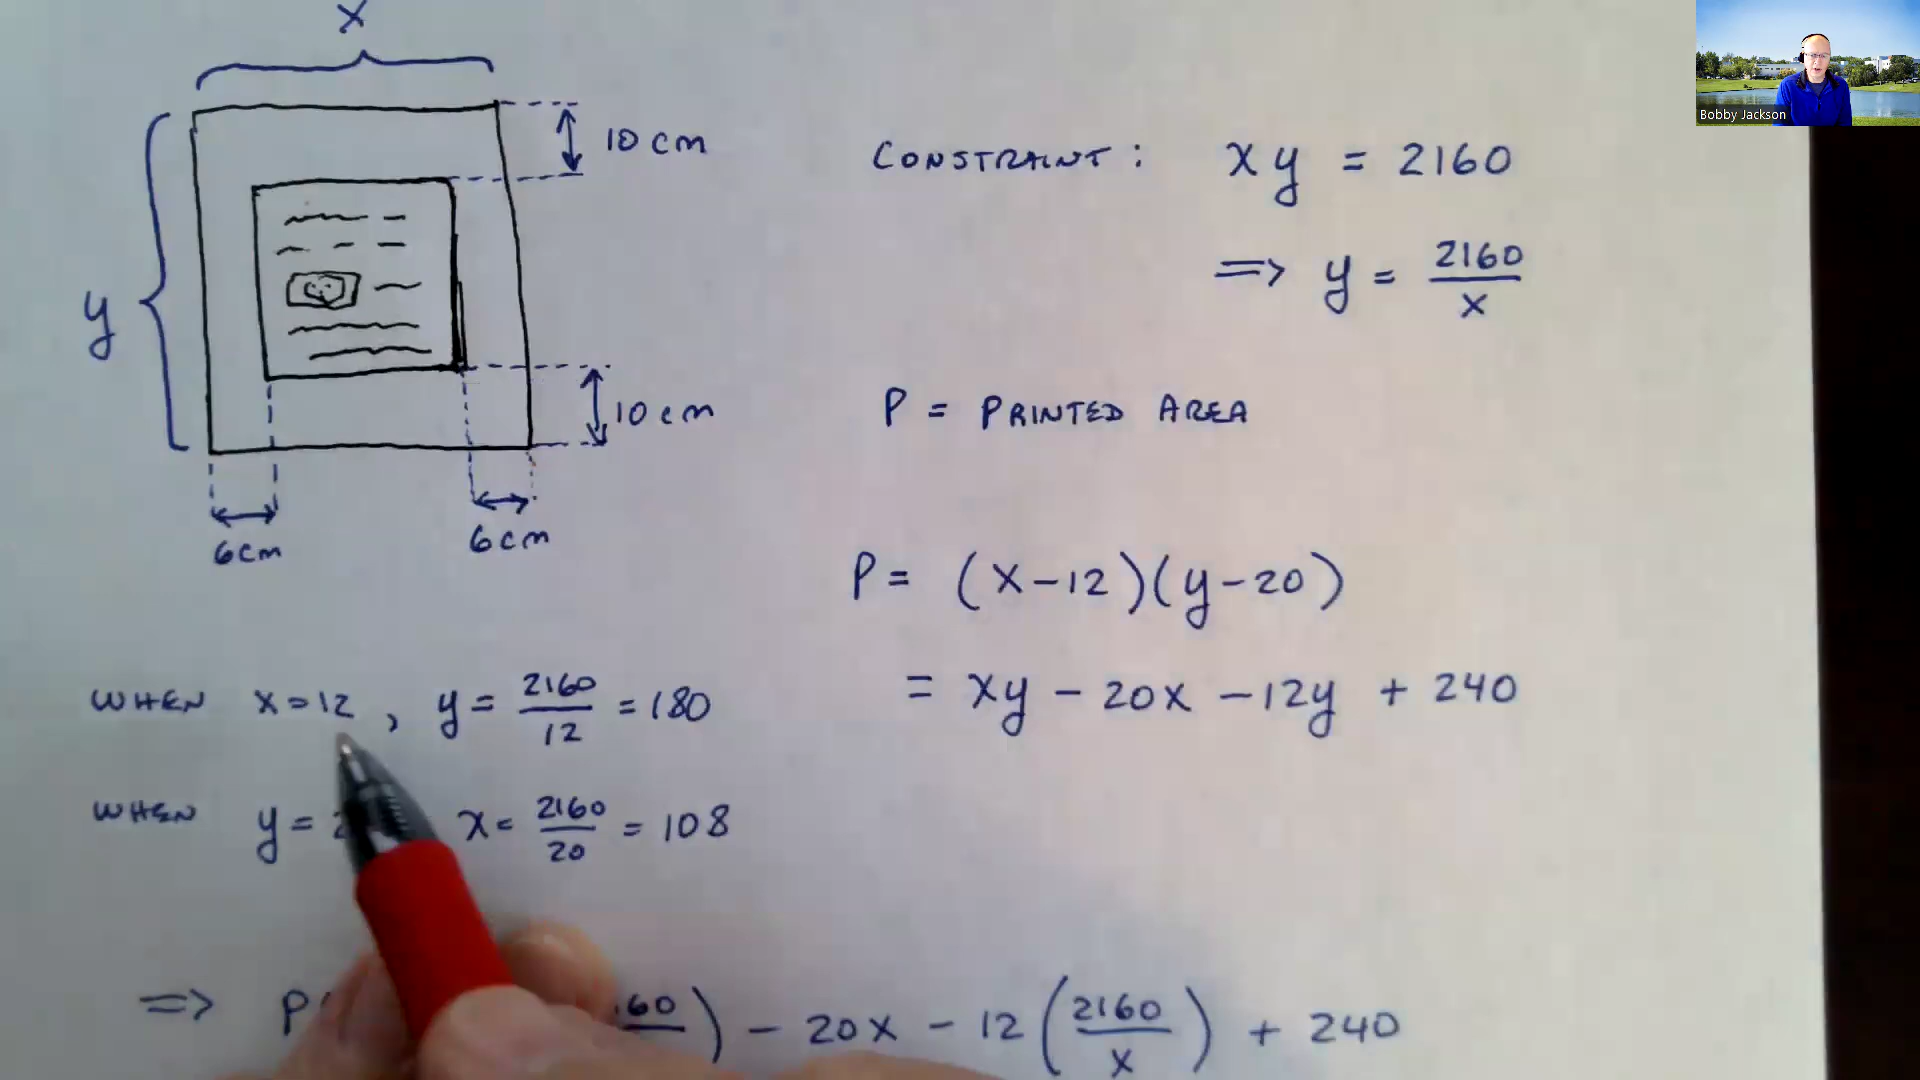 x
10 cm
y
10 cm
6cm
6cm
CONSTRAINT: xy = 2160
=> y = 2160/x
P = PRINTED AREA
P = (x-12)(y-20)
= xy - 20x - 12y + 240
WHEN x=12, y = 2160/12 = 180
WHEN y = x = 2160/20 = 108
=> P 60) - 20x - 12(2160/x) + 240
Bobby Jackson